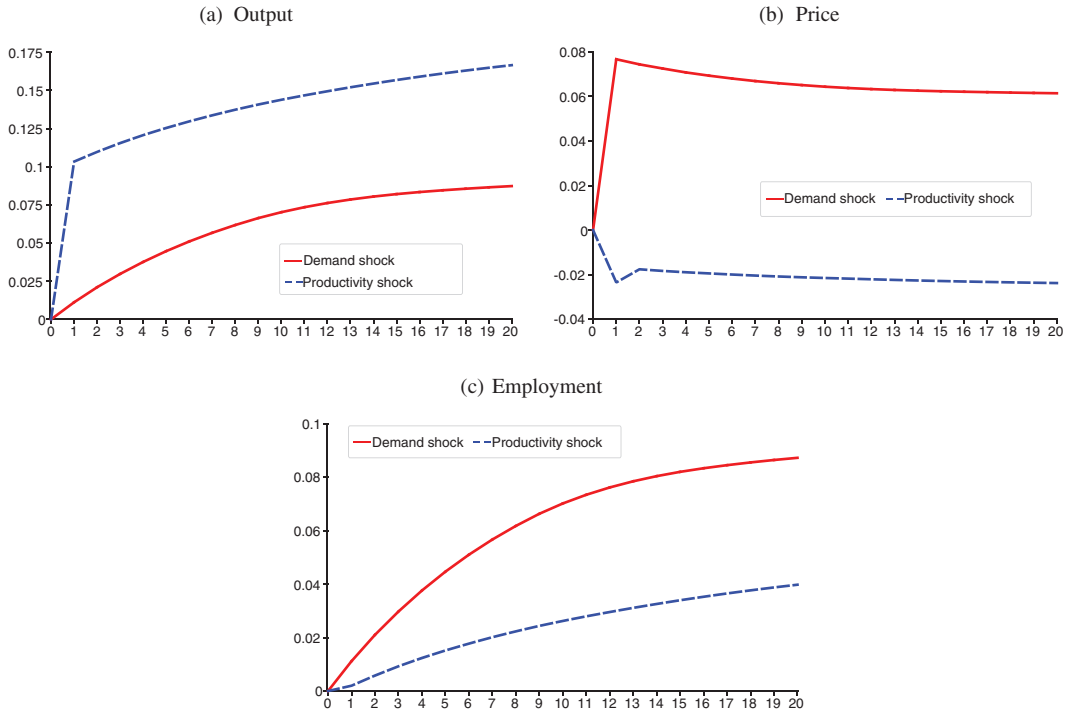 (a) Output
0.175
0.15
0.125
0.1
0.075
0.05
0.025
0
Demand shock
Productivity shock
0 1 2 3 4 5 6 7 8 9 10 11 12 13 14 15 16 17 18 19 20
(b) Price
0.08
0.06
0.04
0.02
0
-0.02
-0.04
Demand shock Productivity shock
0 1 2 3 4 5 6 7 8 9 10 11 12 13 14 15 16 17 18 19 20
(c) Employment
0.1
0.08
0.06
0.04
0.02
0
Demand shock Productivity shock
0 1 2 3 4 5 6 7 8 9 10 11 12 13 14 15 16 17 18 19 20